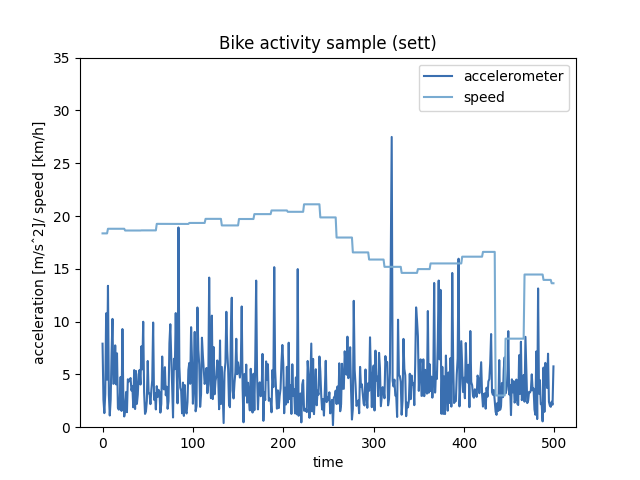 Bike activity sample (sett)
accelerometer
speed
acceleration [m/s^2]/ speed [km/h]
35
30
25
20
15
10
5
0
0 100 200 300 400 500
time